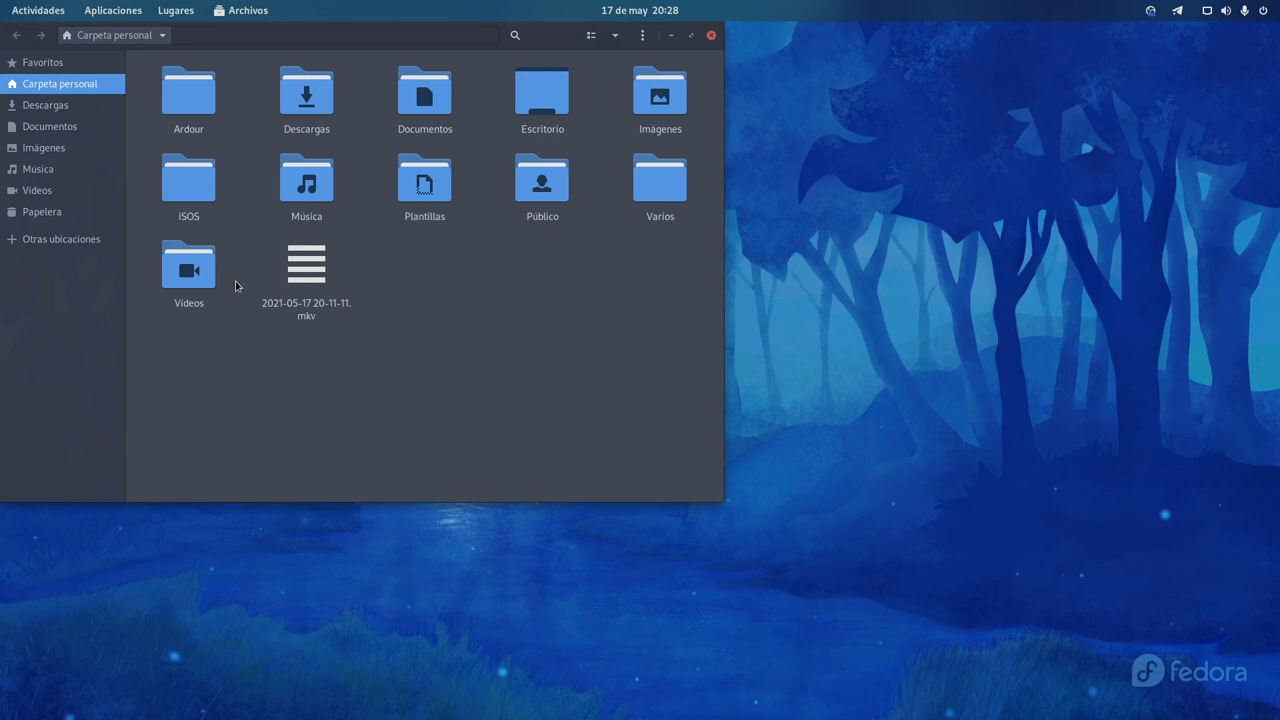 Actividades Aplicaciones Lugares Archivos 17 de may 20:28
Carpeta personal
Favoritos
Carpeta personal
Descargas
Documentos
Imágenes
Música
Vídeos
Papelera
Otras ubicaciones
Ardour Descargas Documentos Escritorio Imágenes
iSOS Música Plantillas Público Varios
Vídeos 2021-05-17 20-11-11.
mkv
fedora